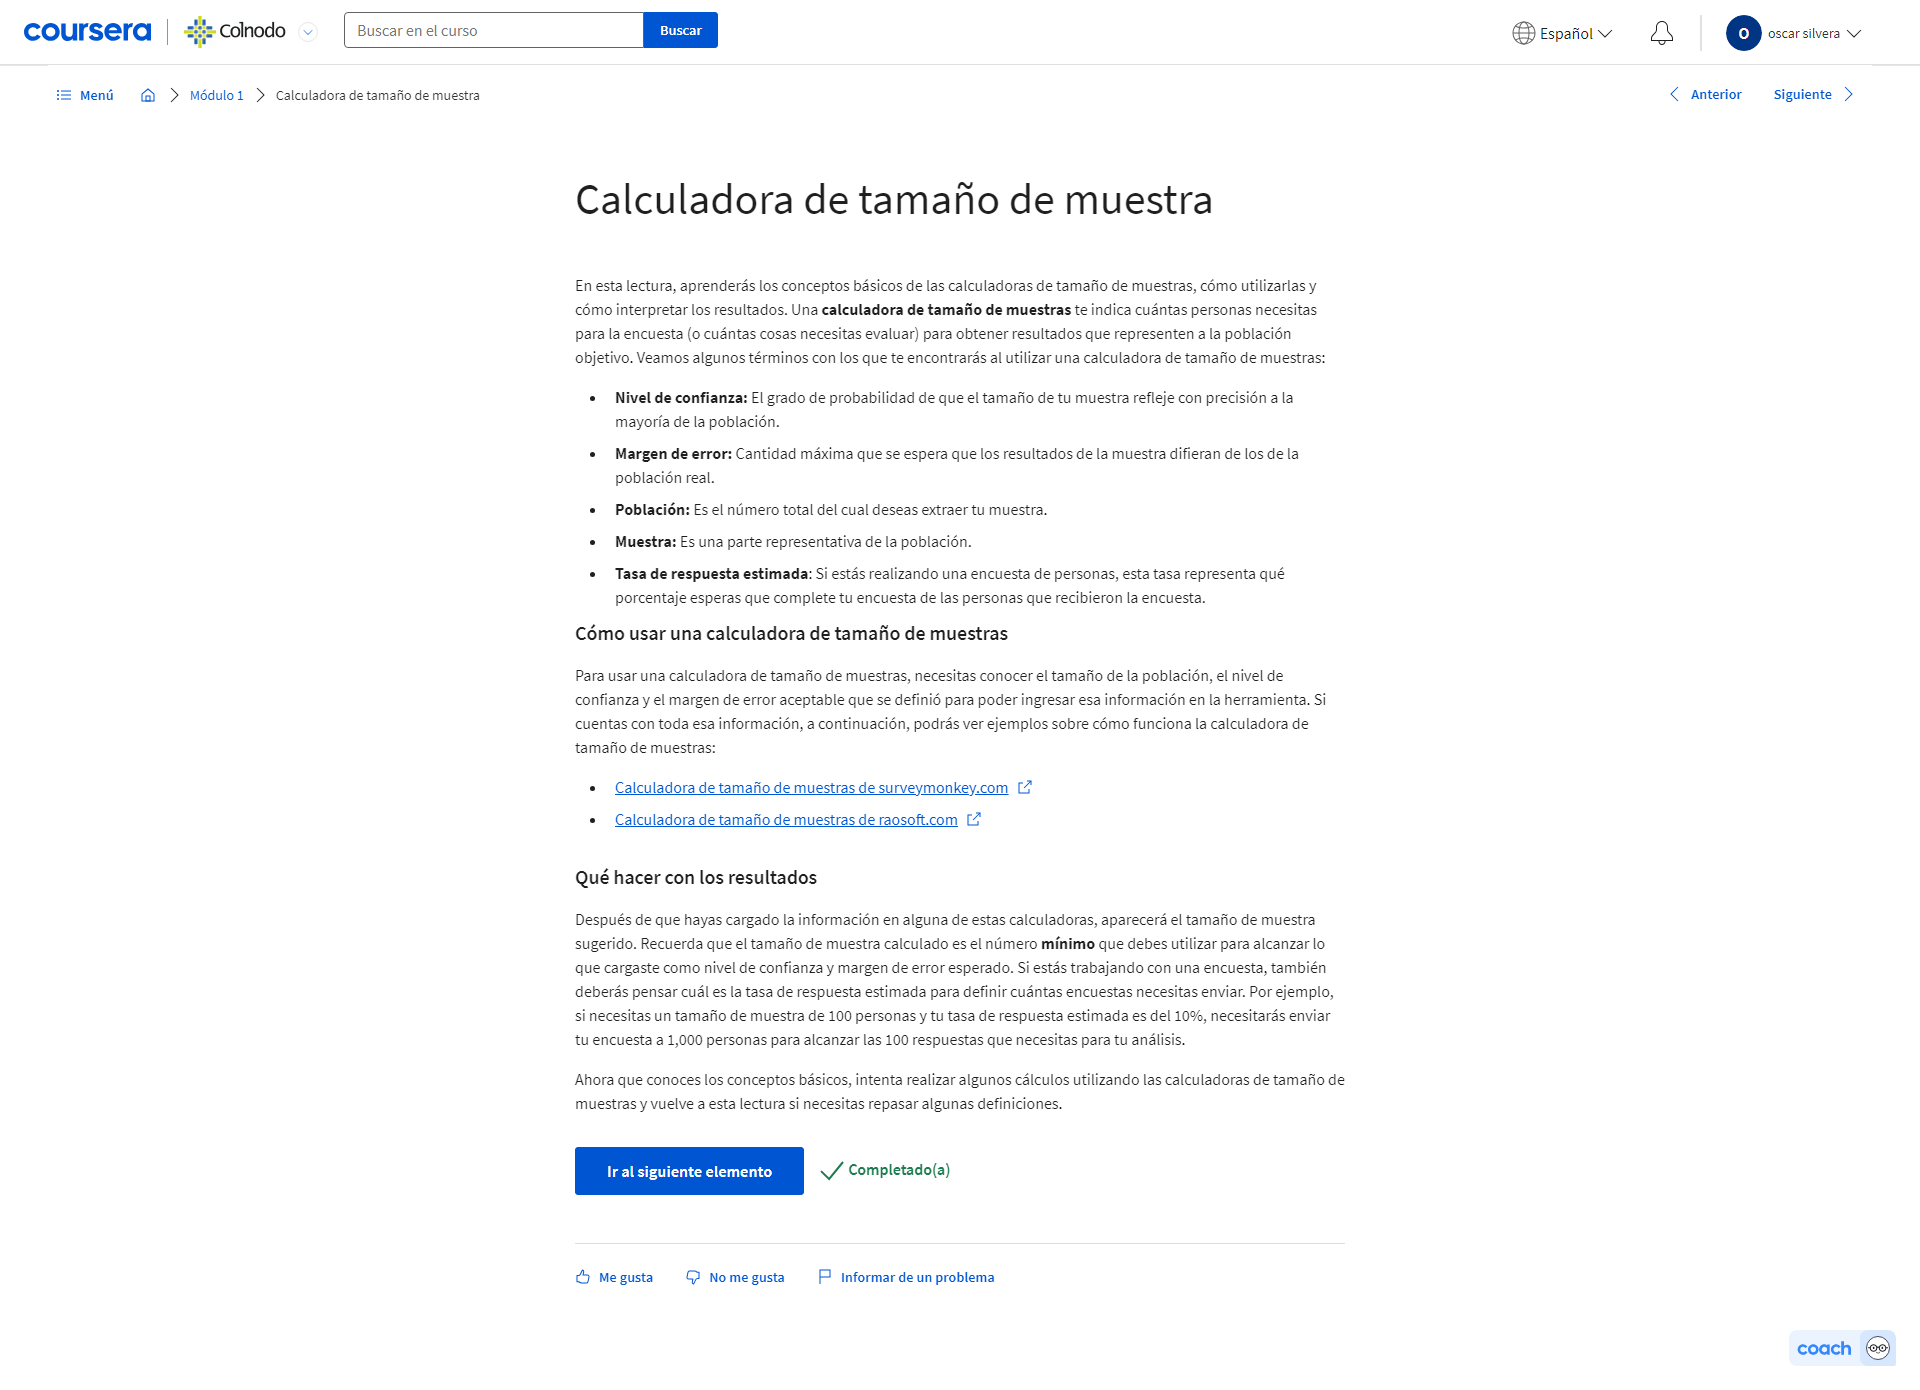 coursera
Colnodo
Buscar en el curso
Buscar
Español
O
oscar silvera
Menú
Módulo 1
Calculadora de tamaño de muestra
Anterior
Siguiente
Calculadora de tamaño de muestra
En esta lectura, aprenderás los conceptos básicos de las calculadoras de tamaño de muestras, cómo utilizarlas y
cómo interpretar los resultados. Una calculadora de tamaño de muestras te indica cuántas personas necesitas
para la encuesta (o cuántas cosas necesitas evaluar) para obtener resultados que representen a la población
objetivo. Veamos algunos términos con los que te encontrarás al utilizar una calculadora de tamaño de muestras:
• Nivel de confianza: El grado de probabilidad de que el tamaño de tu muestra refleje con precisión a la
mayoría de la población.
• Margen de error: Cantidad máxima que se espera que los resultados de la muestra difieran de los de la
población real.
• Población: Es el número total del cual deseas extraer tu muestra.
• Muestra: Es una parte representativa de la población.
• Tasa de respuesta estimada: Si estás realizando una encuesta de personas, esta tasa representa qué
porcentaje esperas que complete tu encuesta de las personas que recibieron la encuesta.
Cómo usar una calculadora de tamaño de muestras
Para usar una calculadora de tamaño de muestras, necesitas conocer el tamaño de la población, el nivel de
confianza y el margen de error aceptable que se definió para poder ingresar esa información en la herramienta. Si
cuentas con toda esa información, a continuación, podrás ver ejemplos sobre cómo funciona la calculadora de
tamaño de muestras:
• Calculadora de tamaño de muestras de surveymonkey.com
• Calculadora de tamaño de muestras de raosoft.com
Qué hacer con los resultados
Después de que hayas cargado la información en alguna de estas calculadoras, aparecerá el tamaño de muestra
sugerido. Recuerda que el tamaño de muestra calculado es el número mínimo que debes utilizar para alcanzar lo
que cargaste como nivel de confianza y margen de error esperado. Si estás trabajando con una encuesta, también
deberás pensar cuál es la tasa de respuesta estimada para definir cuántas encuestas necesitas enviar. Por ejemplo,
si necesitas un tamaño de muestra de 100 personas y tu tasa de respuesta estimada es del 10%, necesitarás enviar
tu encuesta a 1,000 personas para alcanzar las 100 respuestas que necesitas para tu análisis.
Ahora que conoces los conceptos básicos, intenta realizar algunos cálculos utilizando las calculadoras de tamaño de
muestras y vuelve a esta lectura si necesitas repasar algunas definiciones.
Ir al siguiente elemento
Completado(a)
Me gusta
No me gusta
Informar de un problema
coach